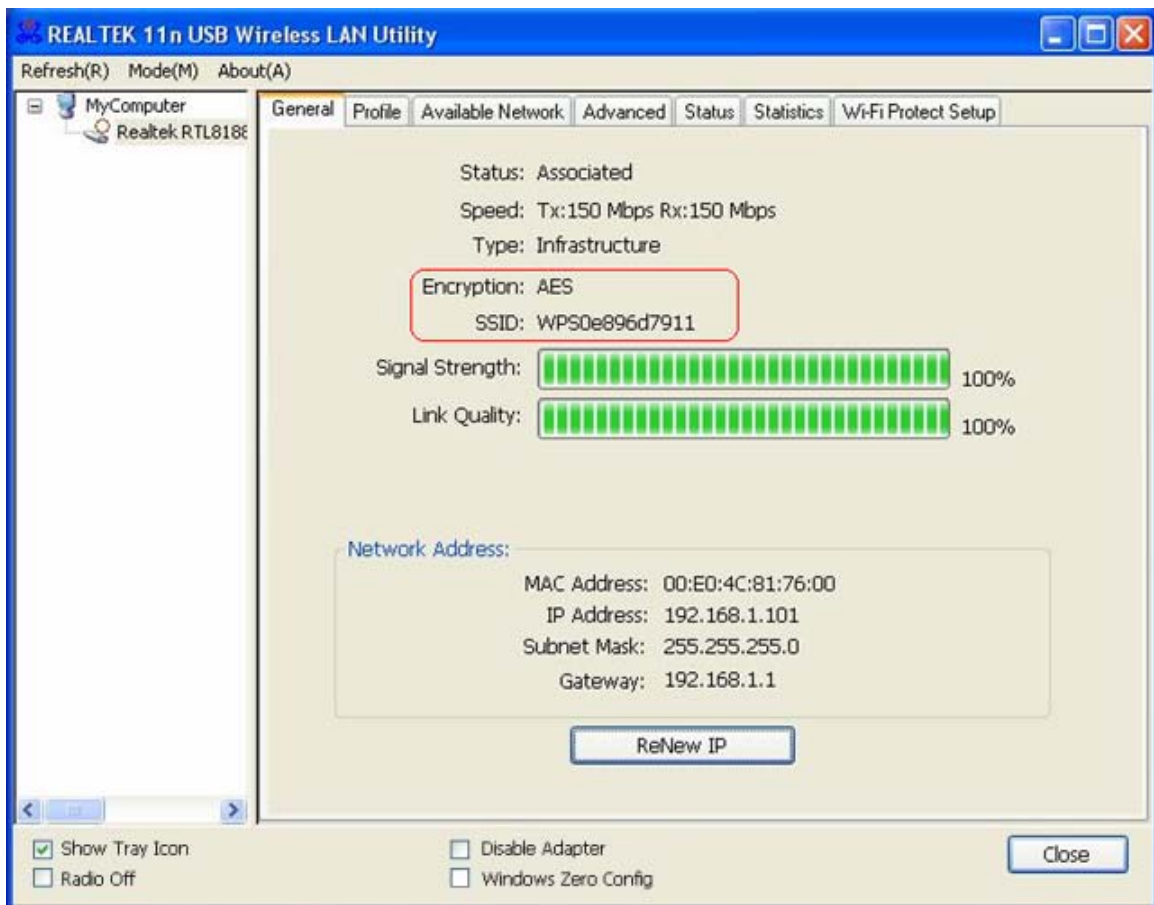 REALTEK 11n USB Wireless LAN Utility
Refresh(R) Mode(M) About(A)
MyComputer
Realtek RTL8188
General Profile Available Network Advanced Status Statistics Wi-Fi Protect Setup
Status: Associated
Speed: Tx:150 Mbps Rx:150 Mbps
Type: Infrastructure
Encryption: AES
SSID: WPS0e896d7911
Signal Strength: 100%
Link Quality: 100%
Network Address:
MAC Address: 00:E0:4C:81:76:00
IP Address: 192.168.1.101
Subnet Mask: 255.255.255.0
Gateway: 192.168.1.1
ReNew IP
Show Tray Icon
Radio Off
Disable Adapter
Windows Zero Config
Close